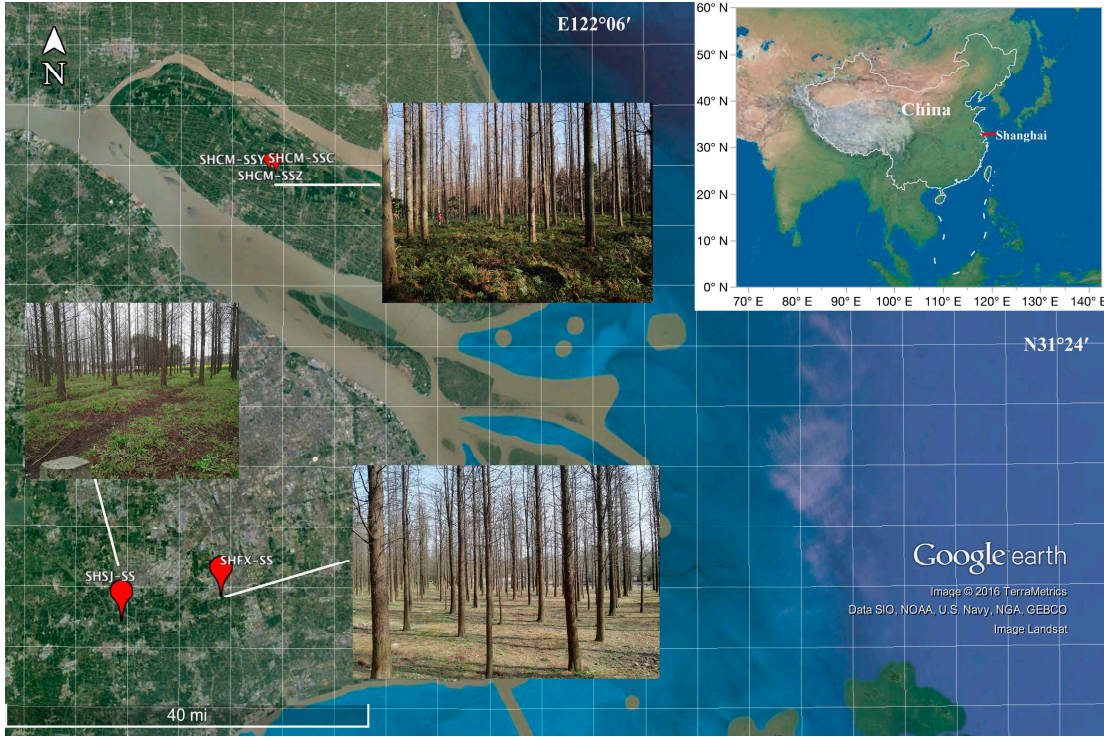 E122°06′
N
SHCM-SSY
SHCM-SSC
SHCM-SSZ
60° N
50° N
40° N
30° N
20° N
10° N
0° N
70° E
80° E
90° E
100° E
110° E
120° E
130° E
140° E
China
Shanghai
N31°24′
SHSJ-SS
SHFX-SS
Google earth
Image © 2016 TerraMetrics
Data SIO, NOAA, U.S. Navy, NGA, GEBCO
Image Landsat
40 mi